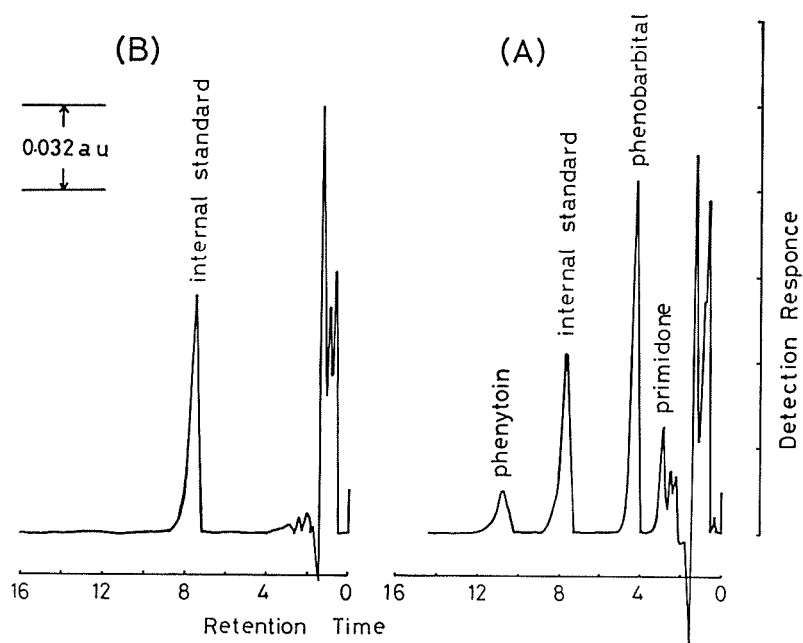 (B)
(A)
0.032 a u
internal standard
phenytoin
internal standard
phenobarbital
primidone
Detection Responce
16 12 8 4 0
16 12 8 4 0
Retention Time